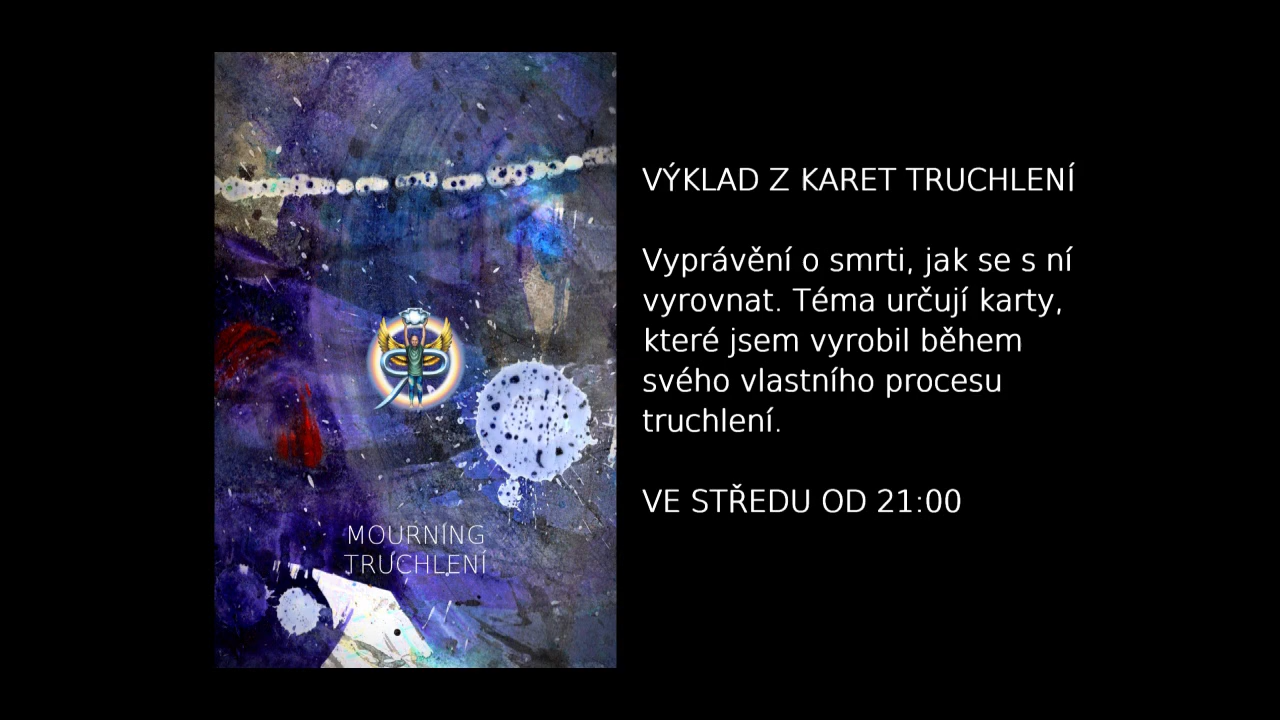 VÝKLAD Z KARET TRUCHLENÍ
Vyprávění o smrti, jak se s ní
vyrovnat. Téma určují karty,
které jsem vyrobil během
svého vlastního procesu
truchlení.
VE STŘEDU OD 21:00
MOURNING
TRUCHLENÍ